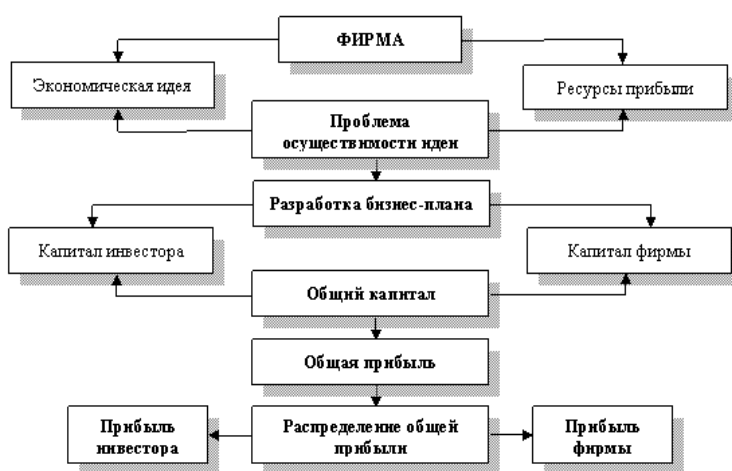 ФИРМА
Экономическая идея
Ресурсы прибыли
Проблема
осуществимости идеи
Разработка бизнес-плана
Капитал инвестора
Капитал фирмы
Общий капитал
Общая прибыль
Прибыль
инвестора
Распределение общей
прибыли
Прибыль
фирмы